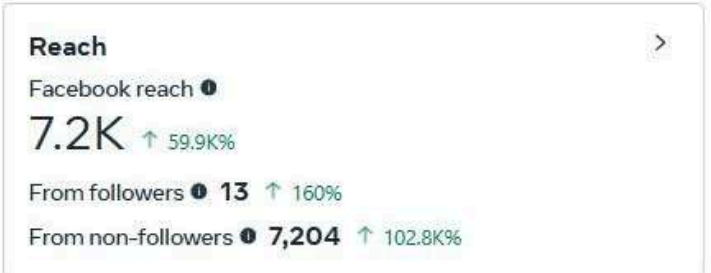 Reach
Facebook reach
7.2K ↑ 59.9K%
From followers 13 ↑ 160%
From non-followers 7,204 ↑ 102.8K%